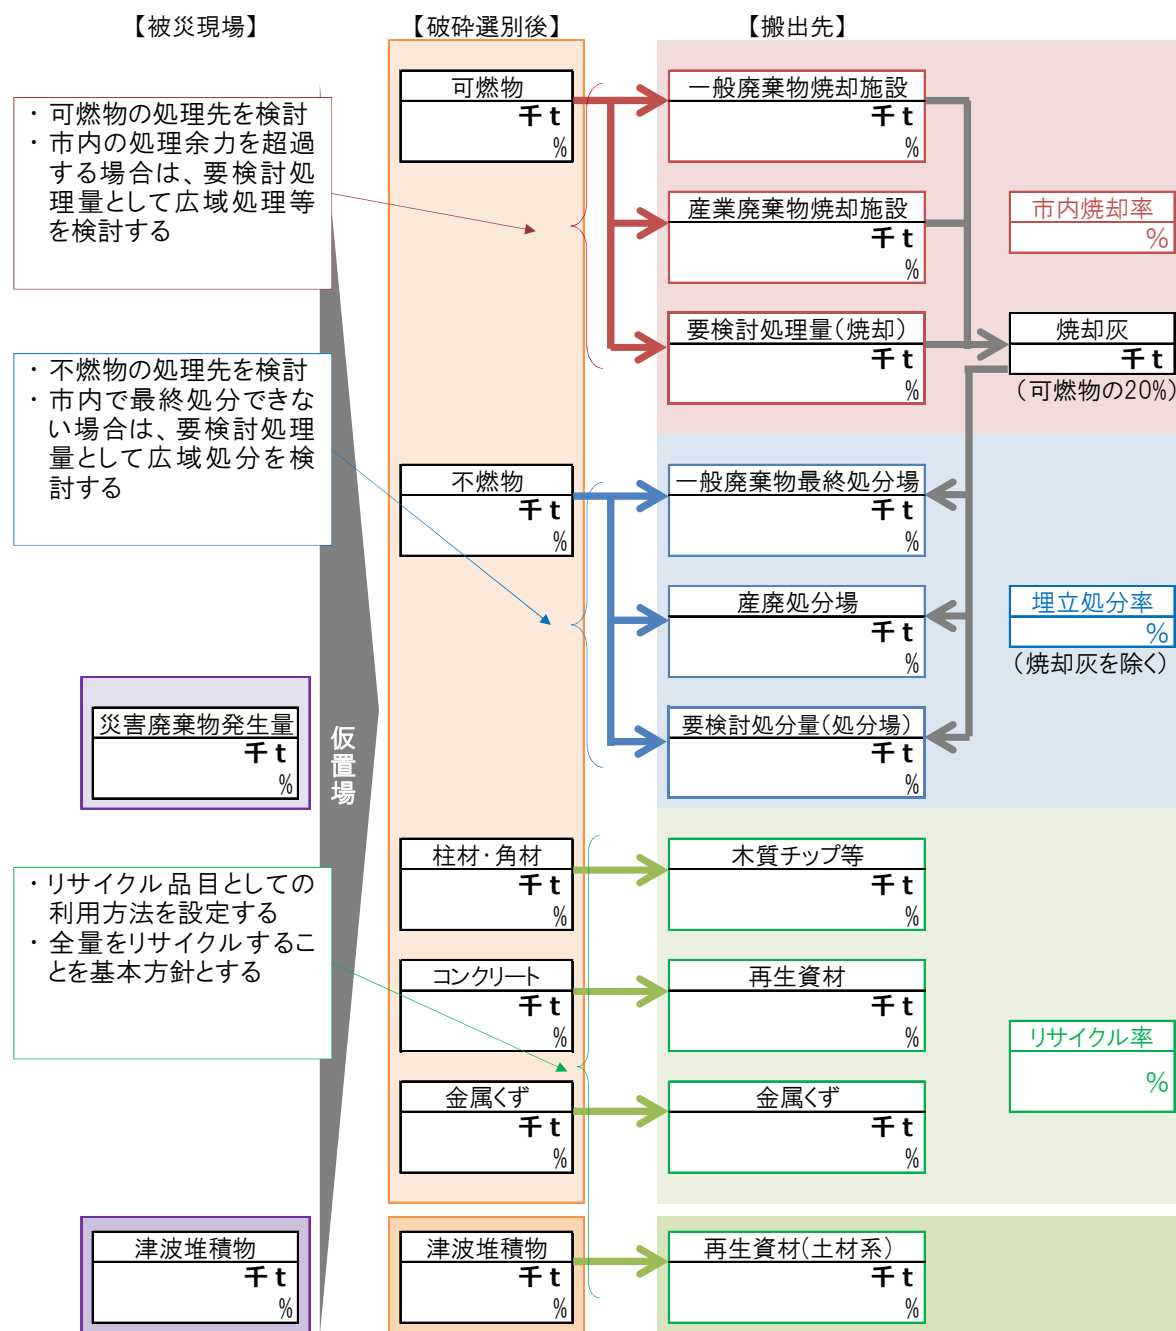 【被災現場】
【破砕選別後】
【搬出先】
・可燃物の処理先を検討
・市内の処理余力を超過
する場合は、要検討処
理量として広域処理等
を検討する
・不燃物の処理先を検討
・市内で最終処分できな
い場合は、要検討処理
量として広域処分を検
討する
災害廃棄物発生量
千t
%
・リサイクル品目としての
利用方法を設定する
・全量をリサイクルするこ
とを基本方針とする
津波堆積物
千t
%
仮置場
可燃物
千t
%
不燃物
千t
%
柱材・角材
千t
%
コンクリート
千t
%
金属くず
千t
%
津波堆積物
千t
%
一般廃棄物焼却施設
千t
%
産業廃棄物焼却施設
千t
%
要検討処理量(焼却)
千t
%
一般廃棄物最終処分場
千t
%
産廃処分場
千t
%
要検討処分量(処分場)
千t
%
木質チップ等
千t
%
再生資材
千t
%
金属くず
千t
%
再生資材(土材系)
千t
%
市内焼却率
%
焼却灰
千t
(可燃物の20%)
埋立処分率
%
(焼却灰を除く)
リサイクル率
%